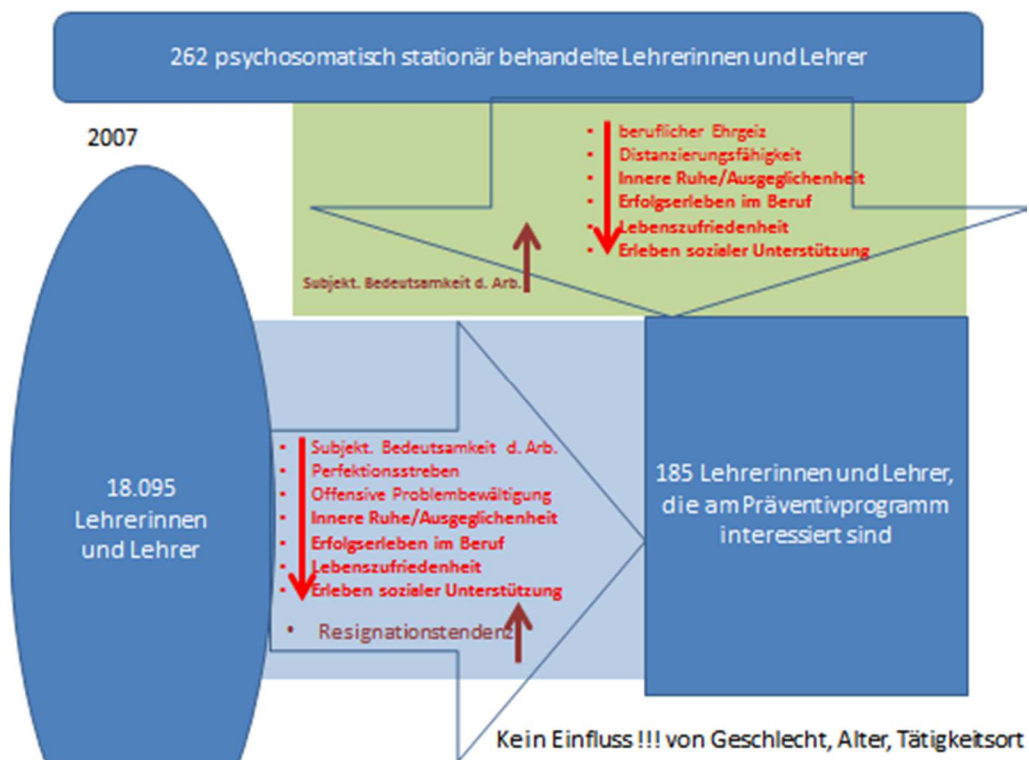 262 psychosomatisch stationär behandelte Lehrerinnen und Lehrer
2007
• beruflicher Ehrgeiz
• Distanzierungsfähigkeit
• Innere Ruhe/Ausgeglichenheit
• Erfolgserleben im Beruf
• Lebenszufriedenheit
• Erleben sozialer Unterstützung
Subjekt. Bedeutsamkeit d. Arb.
18.095
Lehrerinnen
und Lehrer
• Subjekt. Bedeutsamkeit d. Arb.
• Perfektionsstreben
• Offensive Problembewältigung
• Innere Ruhe/Ausgeglichenheit
• Erfolgserleben im Beruf
• Lebenszufriedenheit
• Erleben sozialer Unterstützung
• Resignationstendenz
185 Lehrerinnen und Lehrer,
die am Präventivprogramm
interessiert sind
Kein Einfluss !!! von Geschlecht, Alter, Tätigkeitsort